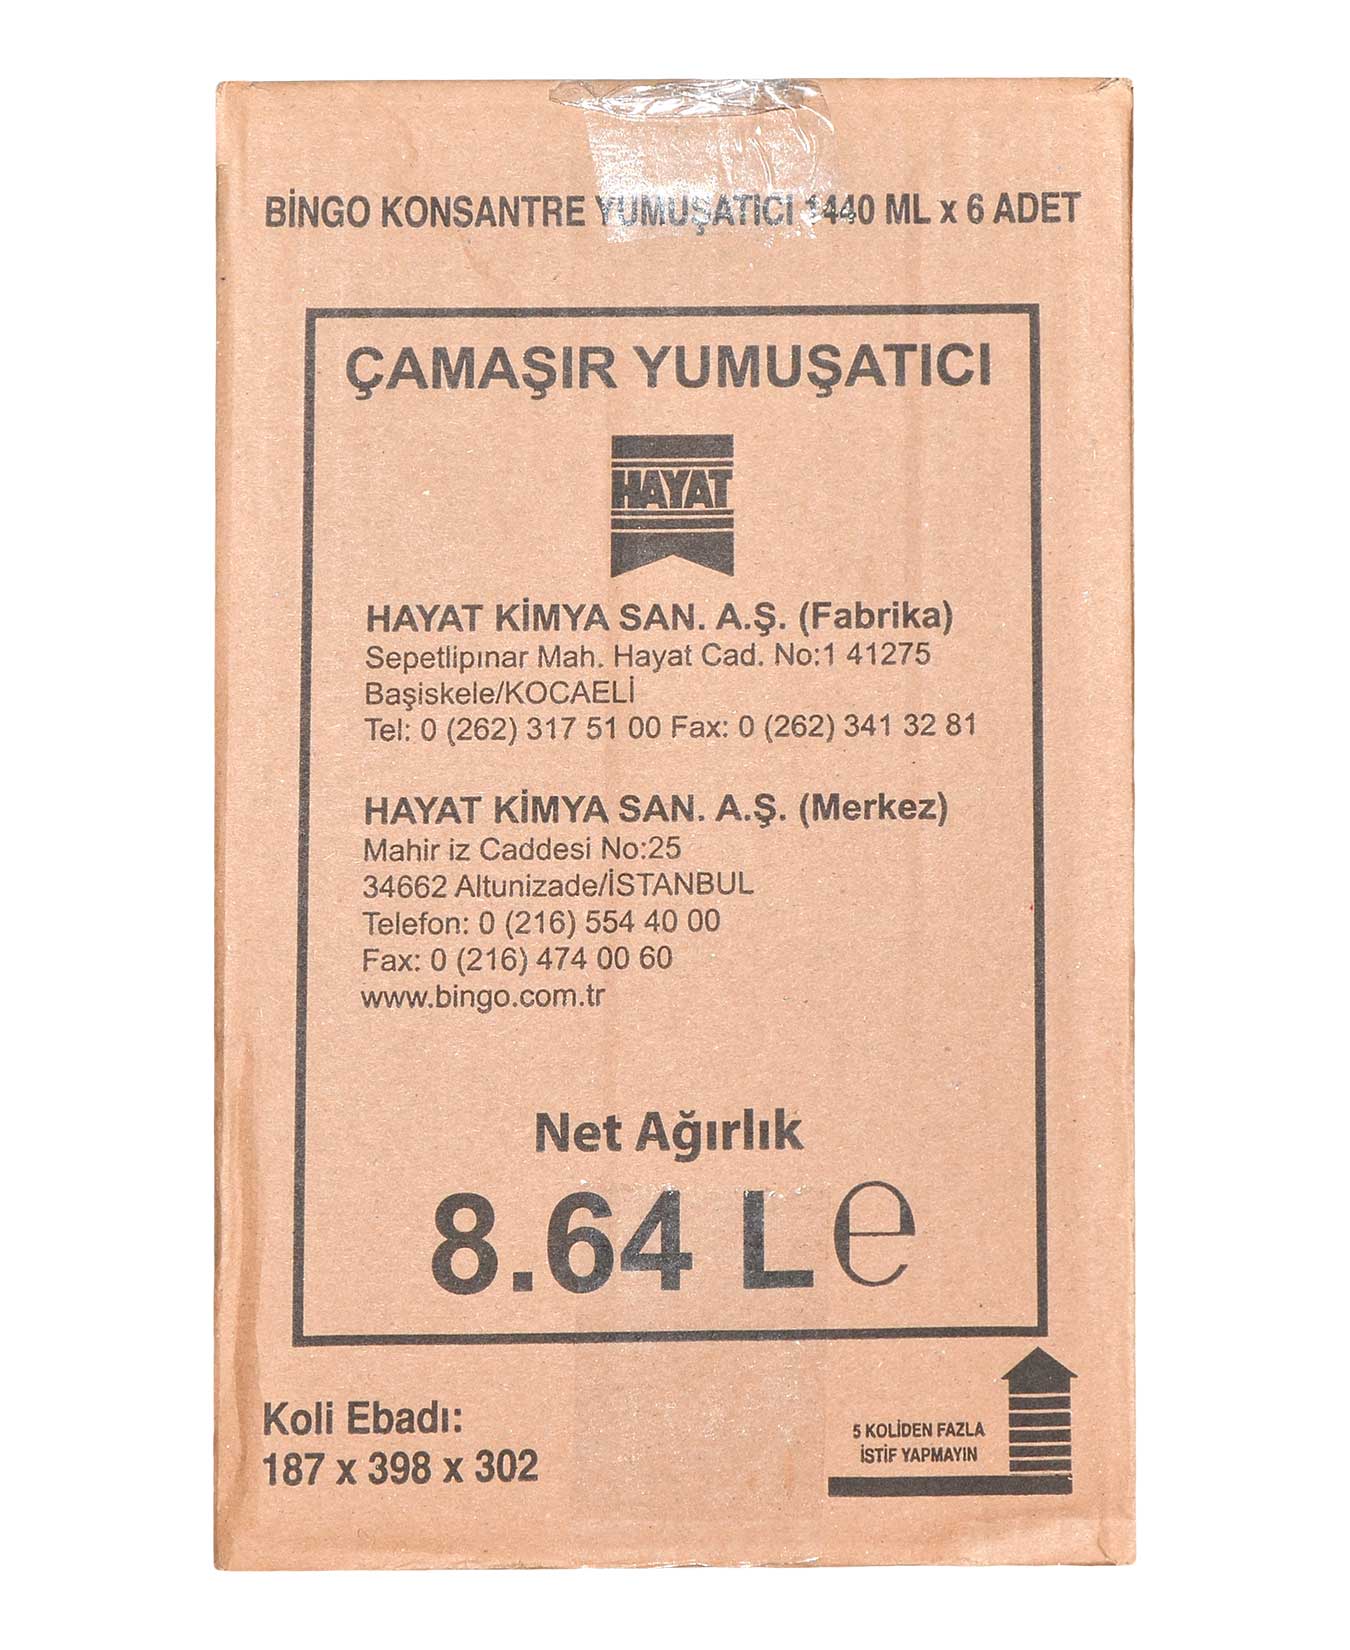 BİNGO KONSANTRE YUMUŞATICI 1440 ML x 6 ADET
ÇAMAŞIR YUMUŞATICI
HAYAT
HAYAT KİMYA SAN. A.Ş. (Fabrika)
Sepetlipınar Mah. Hayat Cad. No:1 41275
Başiskele/KOCAELİ
Tel: 0 (262) 317 51 00 Fax: 0 (262) 341 32 81
HAYAT KİMYA SAN. A.Ş. (Merkez)
Mahir iz Caddesi No:25
34662 Altunizade/İSTANBUL
Telefon: 0 (216) 554 40 00
Fax: 0 (216) 474 00 60
www.bingo.com.tr
Net Ağırlık
8.64 L e
Koli Ebadı:
187 x 398 x 302
5 KOLİDEN FAZLA
İSTİF YAPMAYIN